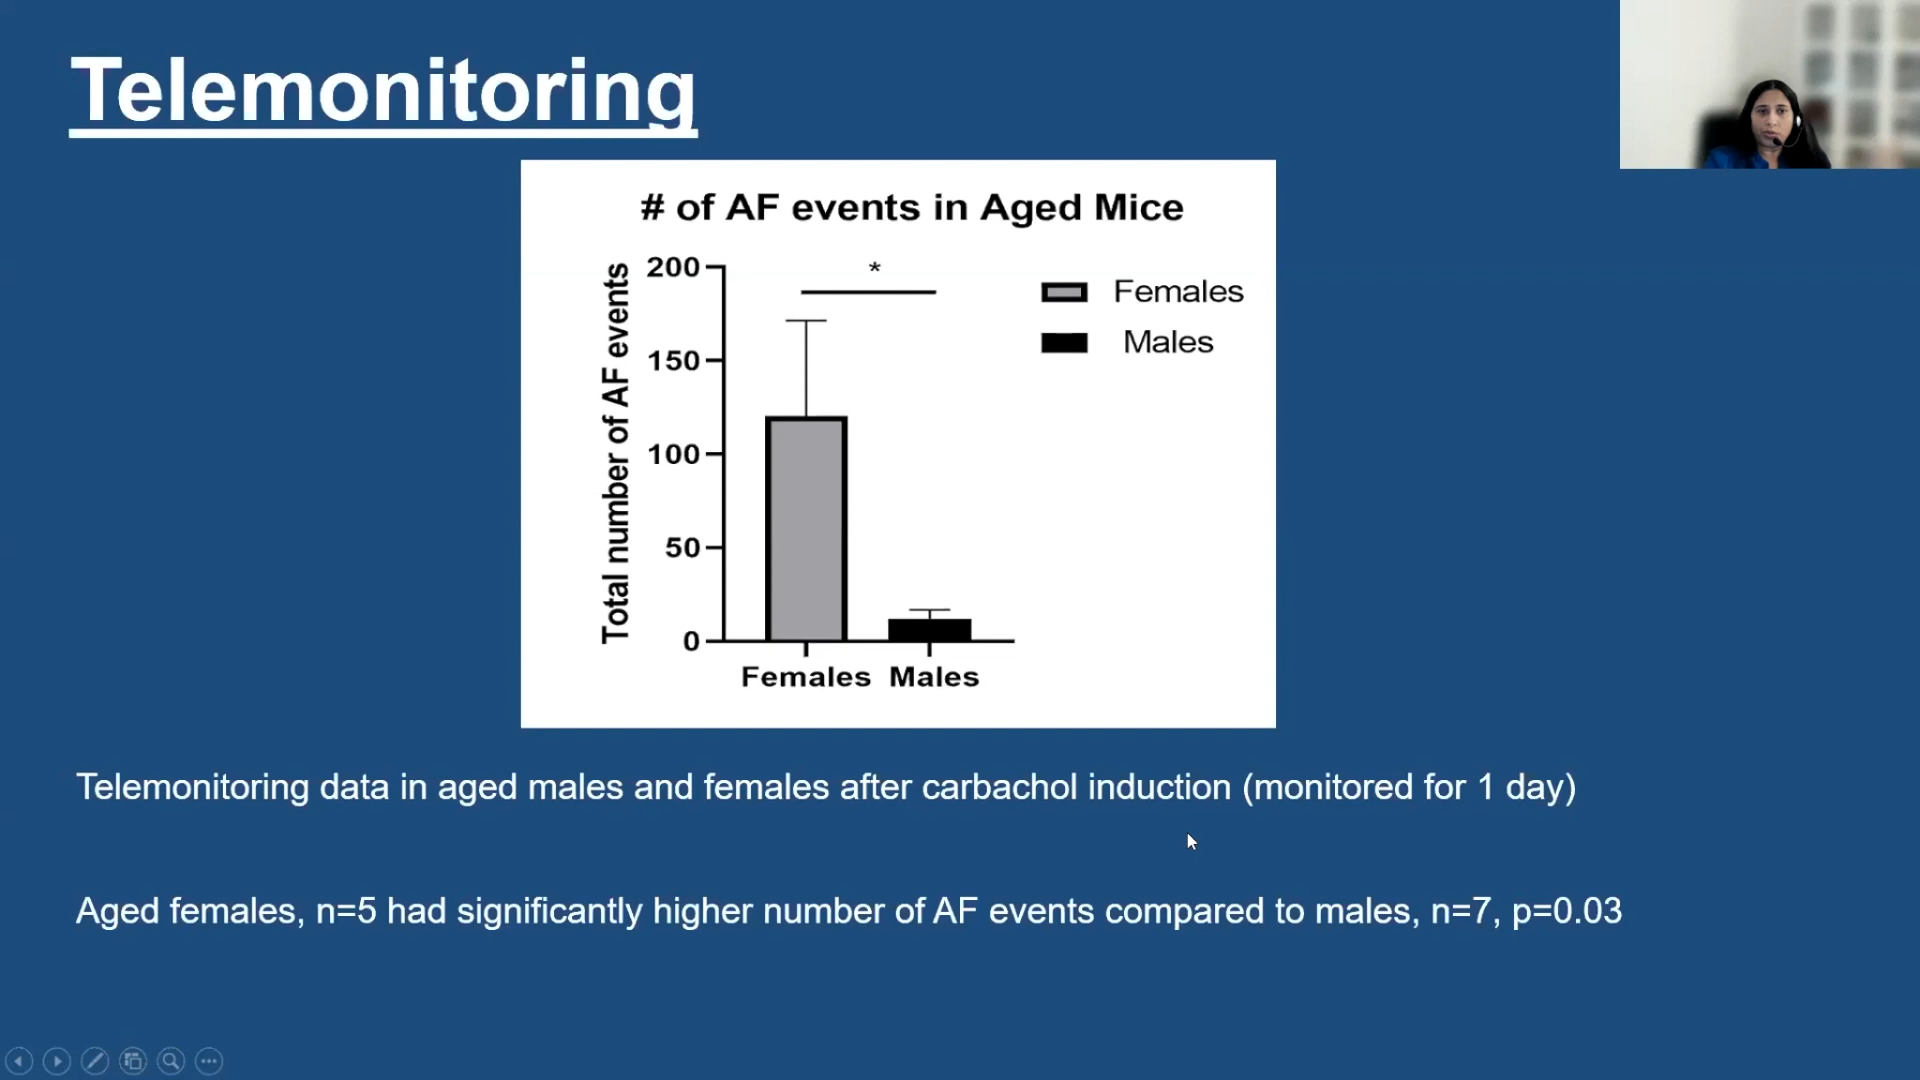 Telemonitoring
# of AF events in Aged Mice
Total number of AF events
200
150
100
50
0
*
Females
Males
Females Males
Telemonitoring data in aged males and females after carbachol induction (monitored for 1 day)
Aged females, n=5 had significantly higher number of AF events compared to males, n=7, p=0.03